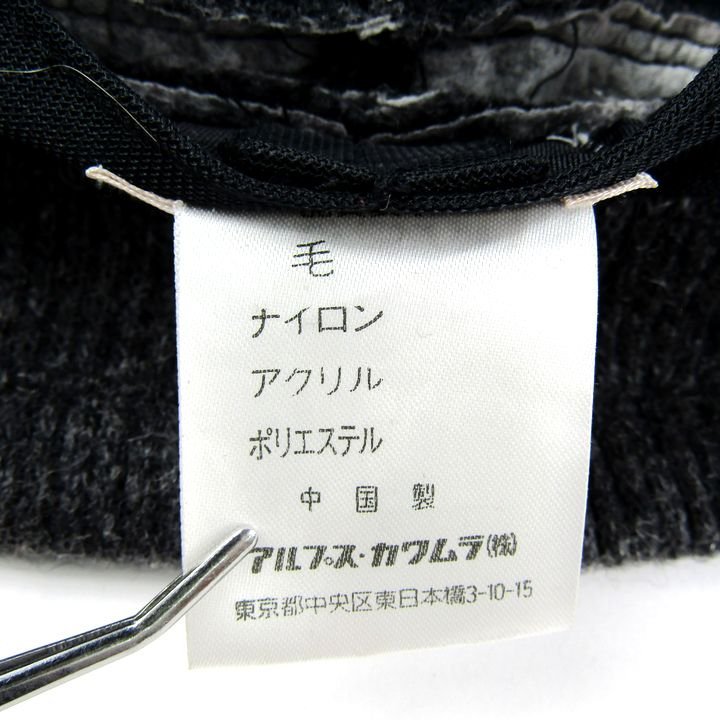 毛
ナイロン
アクリル
ポリエステル
中国製
アルプス・カワムラ(株)
東京都中央区東日本橋3-10-15